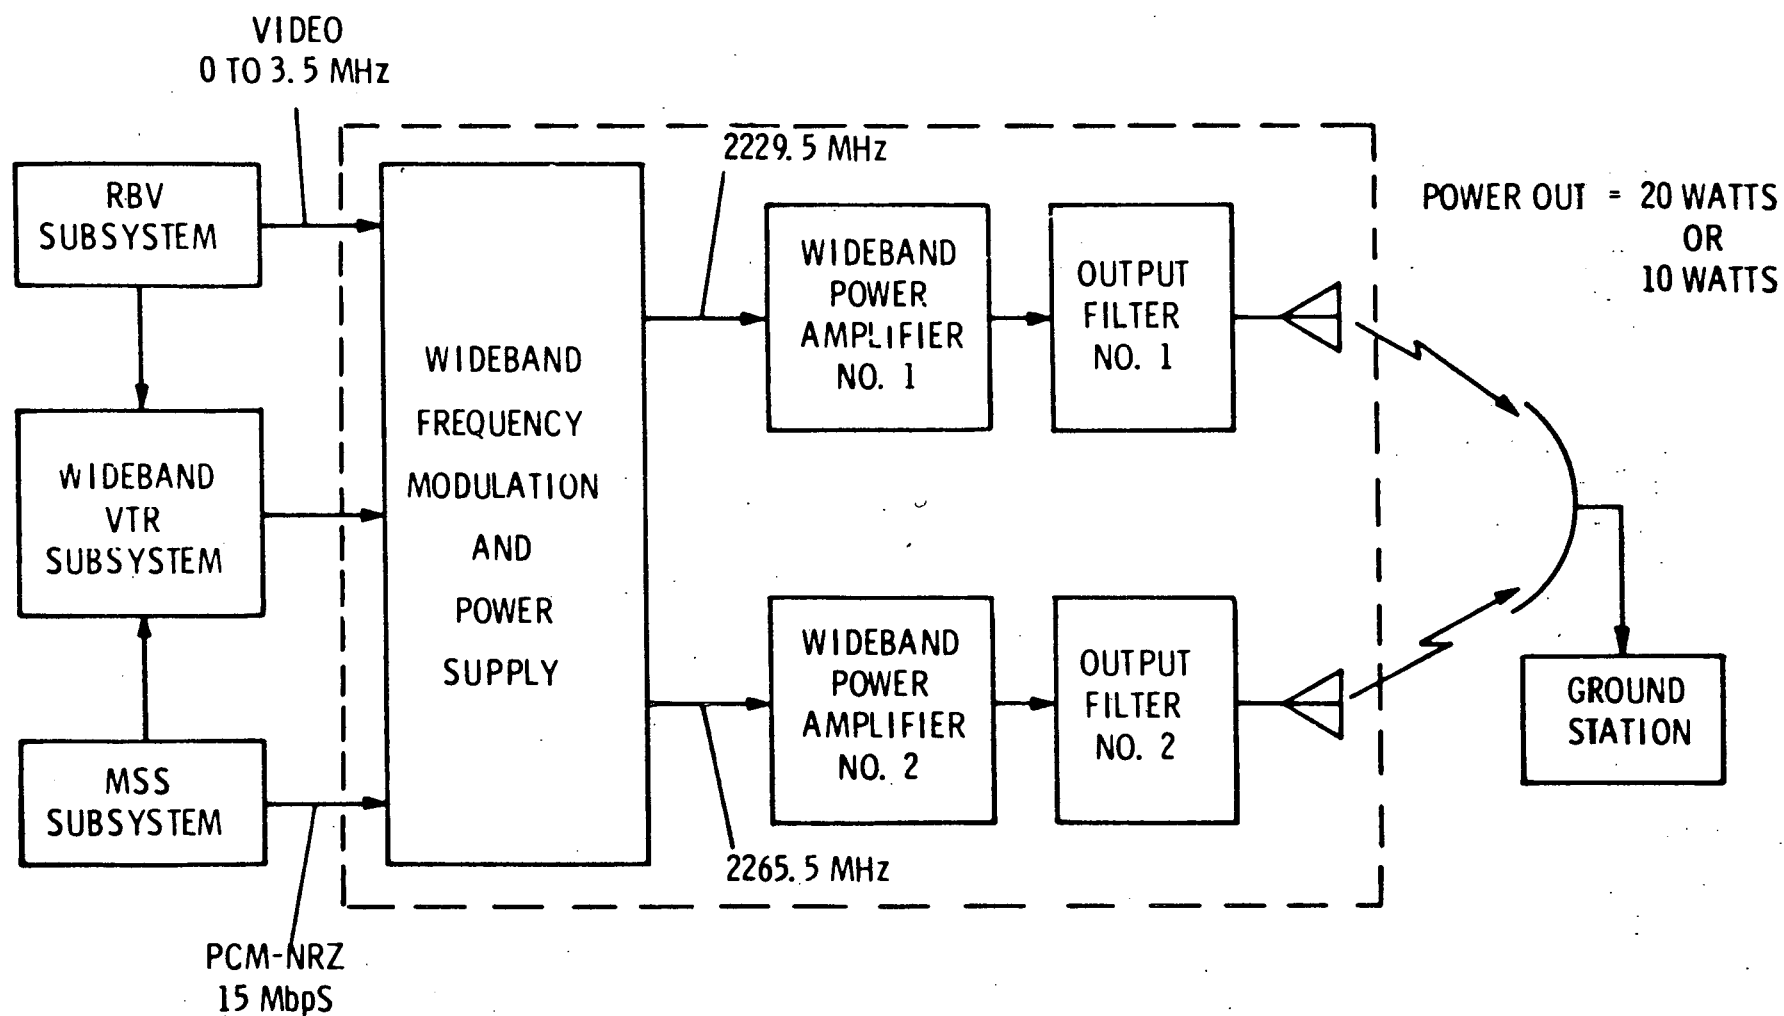 VIDEO
0 TO 3.5 MHz
2229.5 MHz
RBV
SUBSYSTEM
POWER OUT = 20 WATTS
OR
10 WATTS
WIDEBAND
POWER
AMPLIFIER
NO. 1
OUTPUT
FILTER
NO. 1
WIDEBAND
FREQUENCY
MODULATION
AND
POWER
SUPPLY
WIDEBAND
VTR
SUBSYSTEM
WIDEBAND
POWER
AMPLIFIER
NO. 2
OUTPUT
FILTER
NO. 2
GROUND
STATION
MSS
SUBSYSTEM
2265.5 MHz
PCM-NRZ
15 MbpS